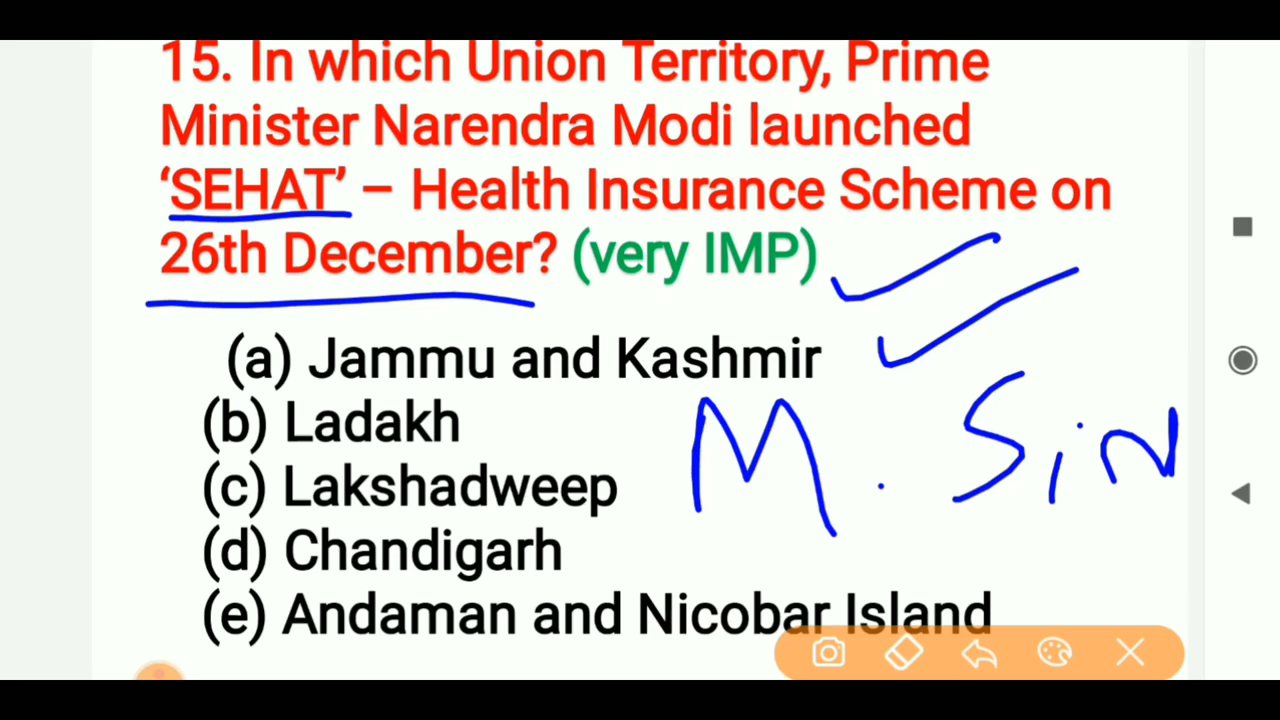 15. In which Union Territory, Prime
Minister Narendra Modi launched
‘SEHAT’ – Health Insurance Scheme on
26th December? (very IMP)
(a) Jammu and Kashmir
(b) Ladakh
(c) Lakshadweep
(d) Chandigarh
(e) Andaman and Nicobar Island
M. Sin